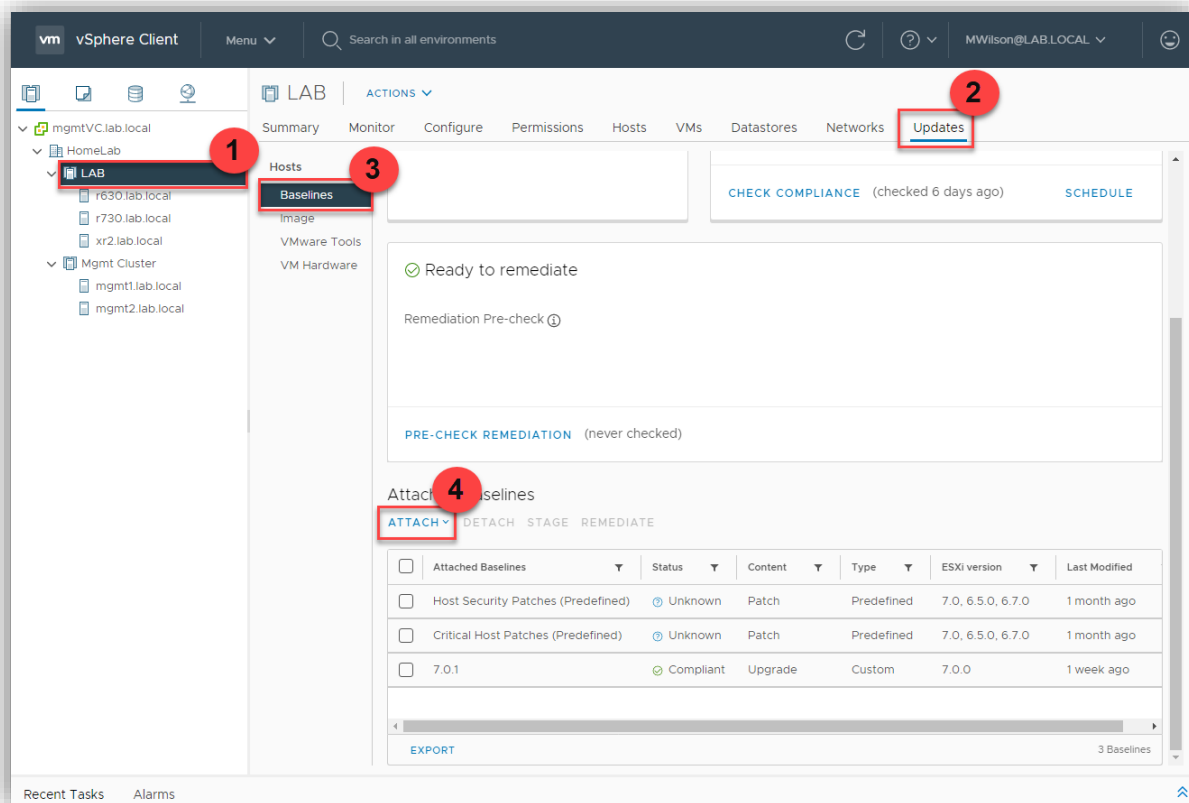 vm vSphere Client Menu Search in all environments MWilson@LAB.LOCAL
mgmtVC.lab.local
HomeLab
LAB
r630.lab.local
r730.lab.local
xr2.lab.local
Mgmt Cluster
mgmt1.lab.local
mgmt2.lab.local
1
LAB ACTIONS
2
Summary Monitor Configure Permissions Hosts VMs Datastores Networks Updates
Hosts
3
Baselines
Image
VMware Tools
VM Hardware
CHECK COMPLIANCE (checked 6 days ago) SCHEDULE
Ready to remediate
Remediation Pre-check
PRE-CHECK REMEDIATION (never checked)
4
ATTACH DETACH STAGE REMEDIATE
Attached Baselines Status Content Type ESXi version Last Modified
Host Security Patches (Predefined) Unknown Patch Predefined 7.0, 6.5.0, 6.7.0 1 month ago
Critical Host Patches (Predefined) Unknown Patch Predefined 7.0, 6.5.0, 6.7.0 1 month ago
7.0.1 Compliant Upgrade Custom 7.0.0 1 week ago
EXPORT 3 Baselines
Recent Tasks Alarms